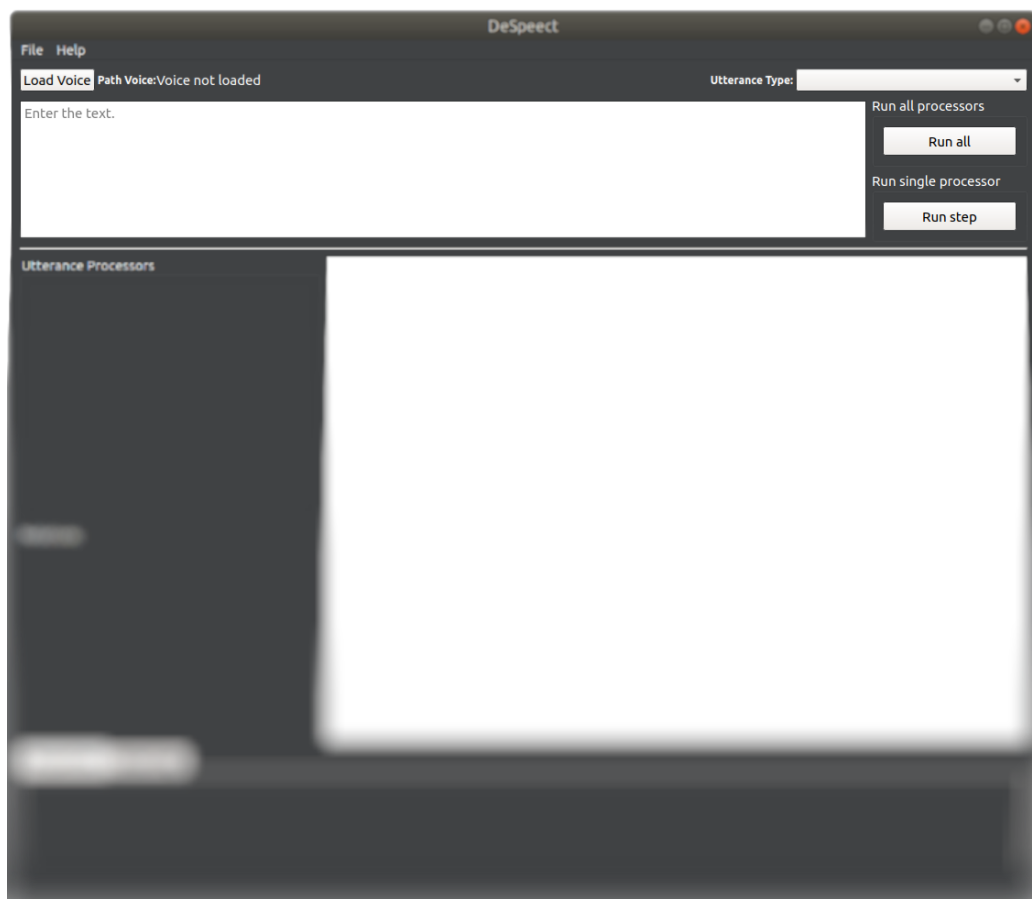 DeSpeect
File Help
Load Voice Path Voice:Voice not loaded Utterance Type:
Enter the text.
Run all processors
Run all
Run single processor
Run step
Utterance Processors